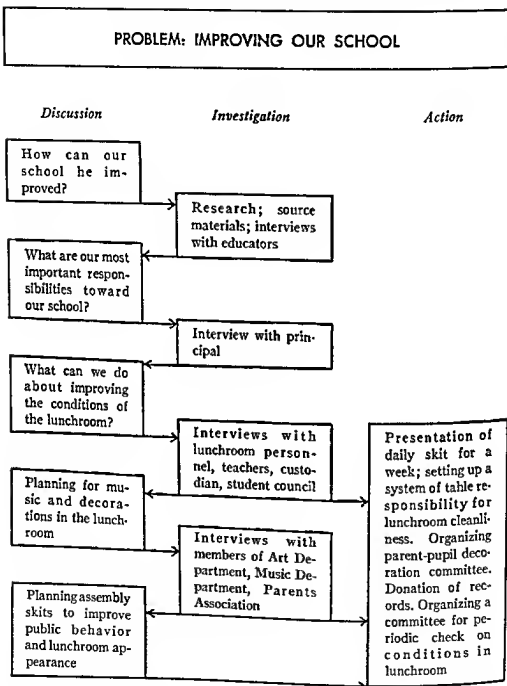 PROBLEM: IMPROVING OUR SCHOOL
Discussion
Investigation
Action
How can our
school he im-
proved?
Research; source
materials; interviews
with educators
What are our most
important respon-
sibilities toward
our school?
Interview with prin-
cipal
What can we do
about improving
the conditions of
the lunchroom?
Interviews with
lunchroom person-
nel, teachers, custo-
dian, student council
Planning for mu-
sic and decora-
tions in the lunch-
room
Interviews with
members of Art De-
partment, Music De-
partment, Parents
Association
Planning assembly
skits to improve
public behavior
and lunchroom ap-
pearance
Presentation of
daily skit for a
week; setting up a
system of table re-
sponsibility for
lunchroom cleanli-
ness. Organizing
parent-pupil deco-
ration committee.
Donation of rec-
ords. Organizing a
committee for pe-
riodic check on
conditions in
lunchroom